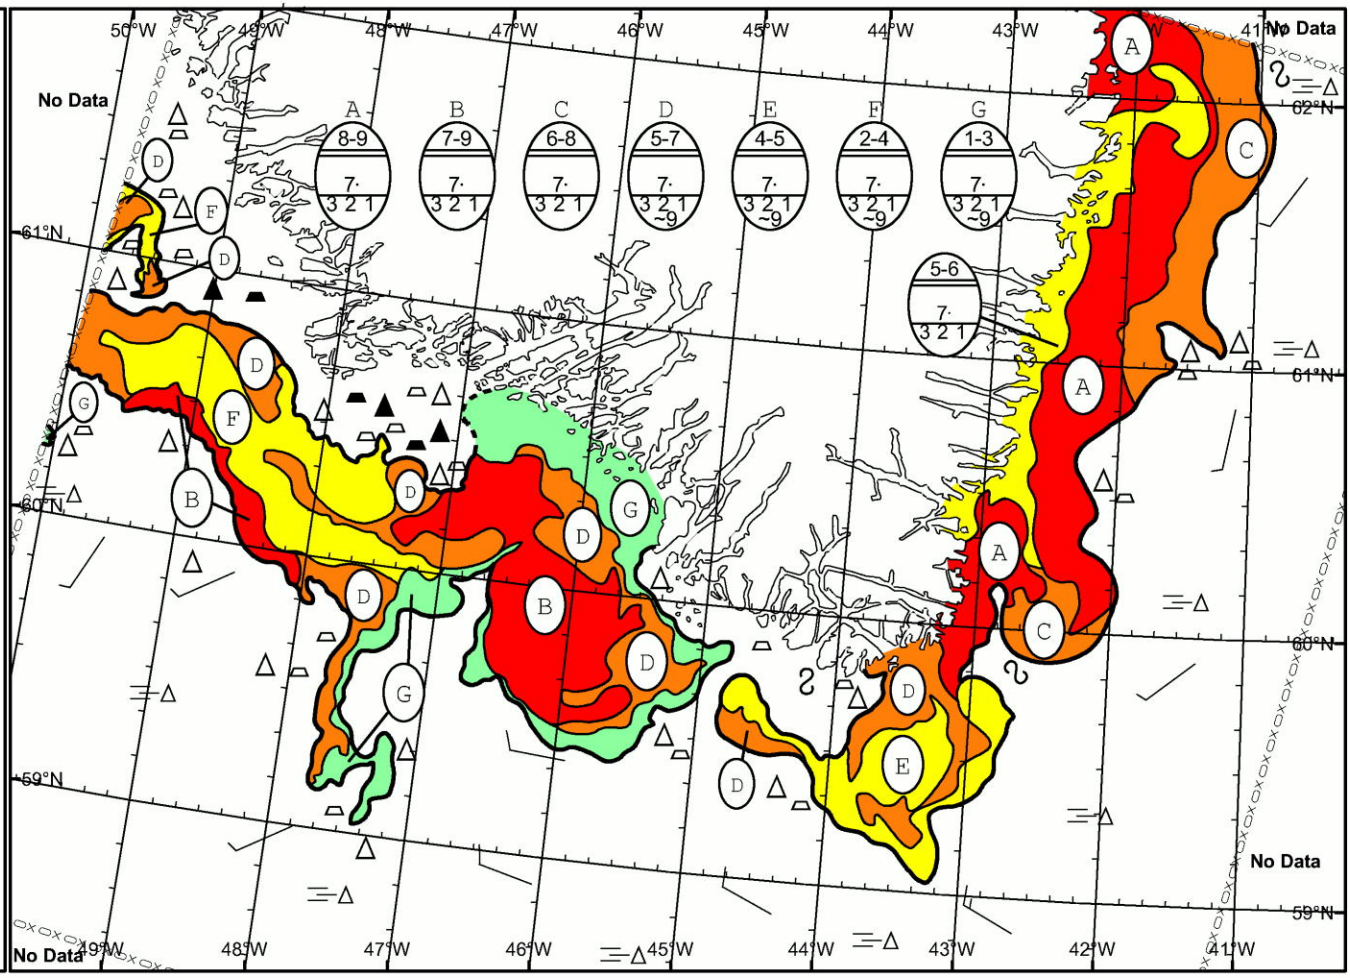 50°W 49°W 48°W 47°W 46°W 45°W 44°W 43°W 41°W
No Data
A
No Data
62°N
A B C D E F G
8-9 7-9 6-8 5-7 4-5 2-4 1-3
7· 7· 7· 7· 7· 7· 7·
3 2 1 3 2 1 3 2 1 3 2 1 3 2 1 3 2 1 3 2 1
~9 ~9 ~9 ~9
C
D
F
61°N
D
5-6
7·
3 2 1
61°N
D
A
G
F
D
B
60°N
G
D
A
D
B
C
60°N
D
D
G
E
D
59°N
No Data
59°N
No Data
49°W 48°W 47°W 46°W 45°W 44°W 43°W 42°W 41°W